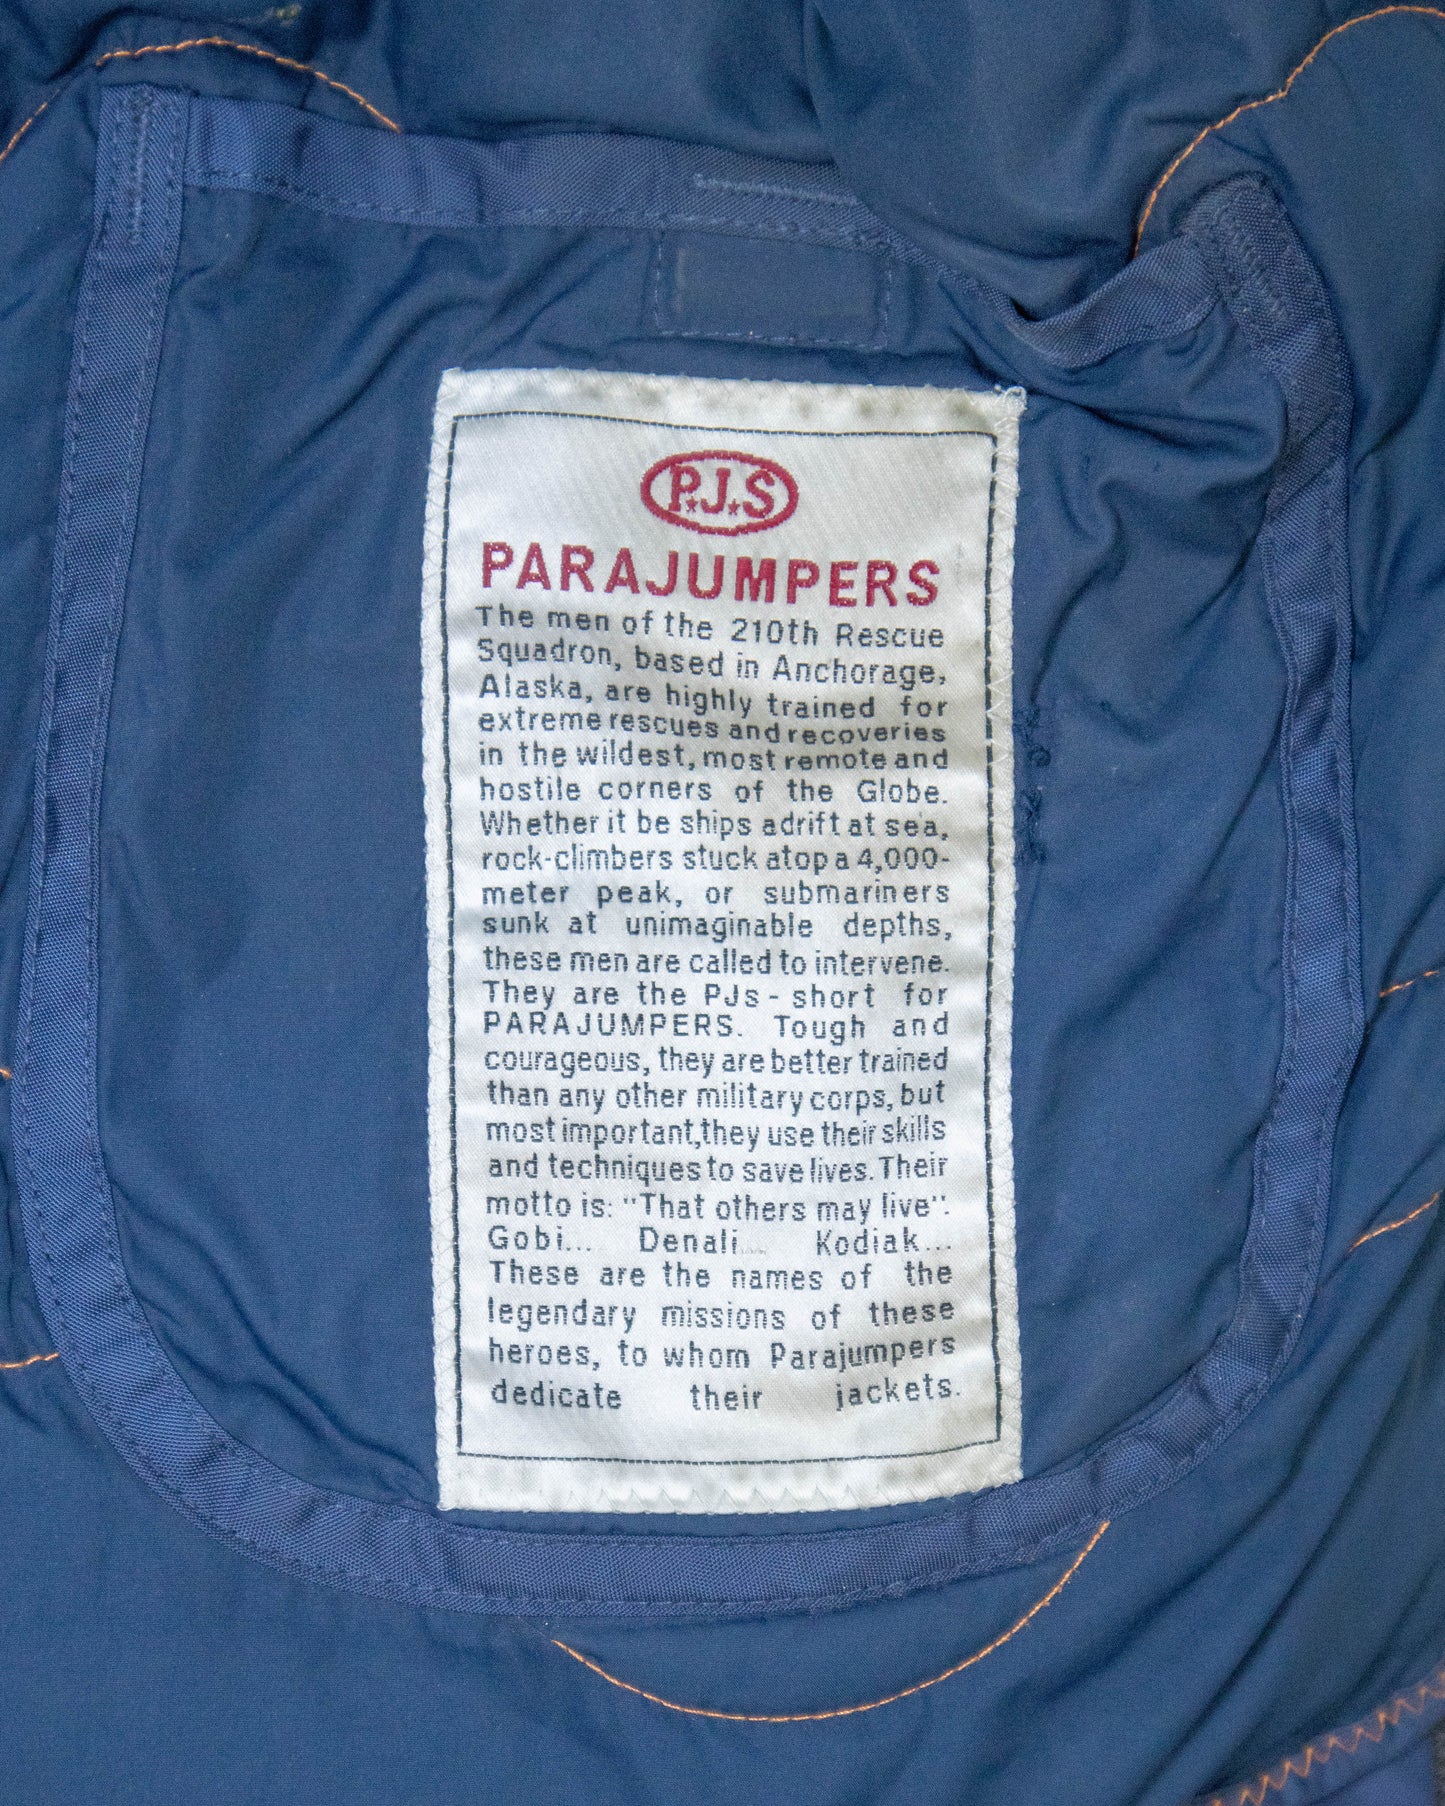 P.J.S
PARAJUMPERS
The men of the 210th Rescue
Squadron, based in Anchorage,
Alaska, are highly trained for
extreme rescues and recoveries
in the wildest, most remote and
hostile corners of the Globe.
Whether it be ships adrift at sea,
rock-climbers stuck atop a 4,000-
meter peak, or submariners
sunk at unimaginable depths,
these men are called to intervene.
They are the PJs - short for
PARAJUMPERS. Tough and
courageous, they are better trained
than any other military corps, but
most important,they use their skills
and techniques to save lives. Their
motto is: "That others may live".
Gobi... Denali... Kodiak...
These are the names of the
legendary missions of these
heroes, to whom Parajumpers
dedicate their jackets.